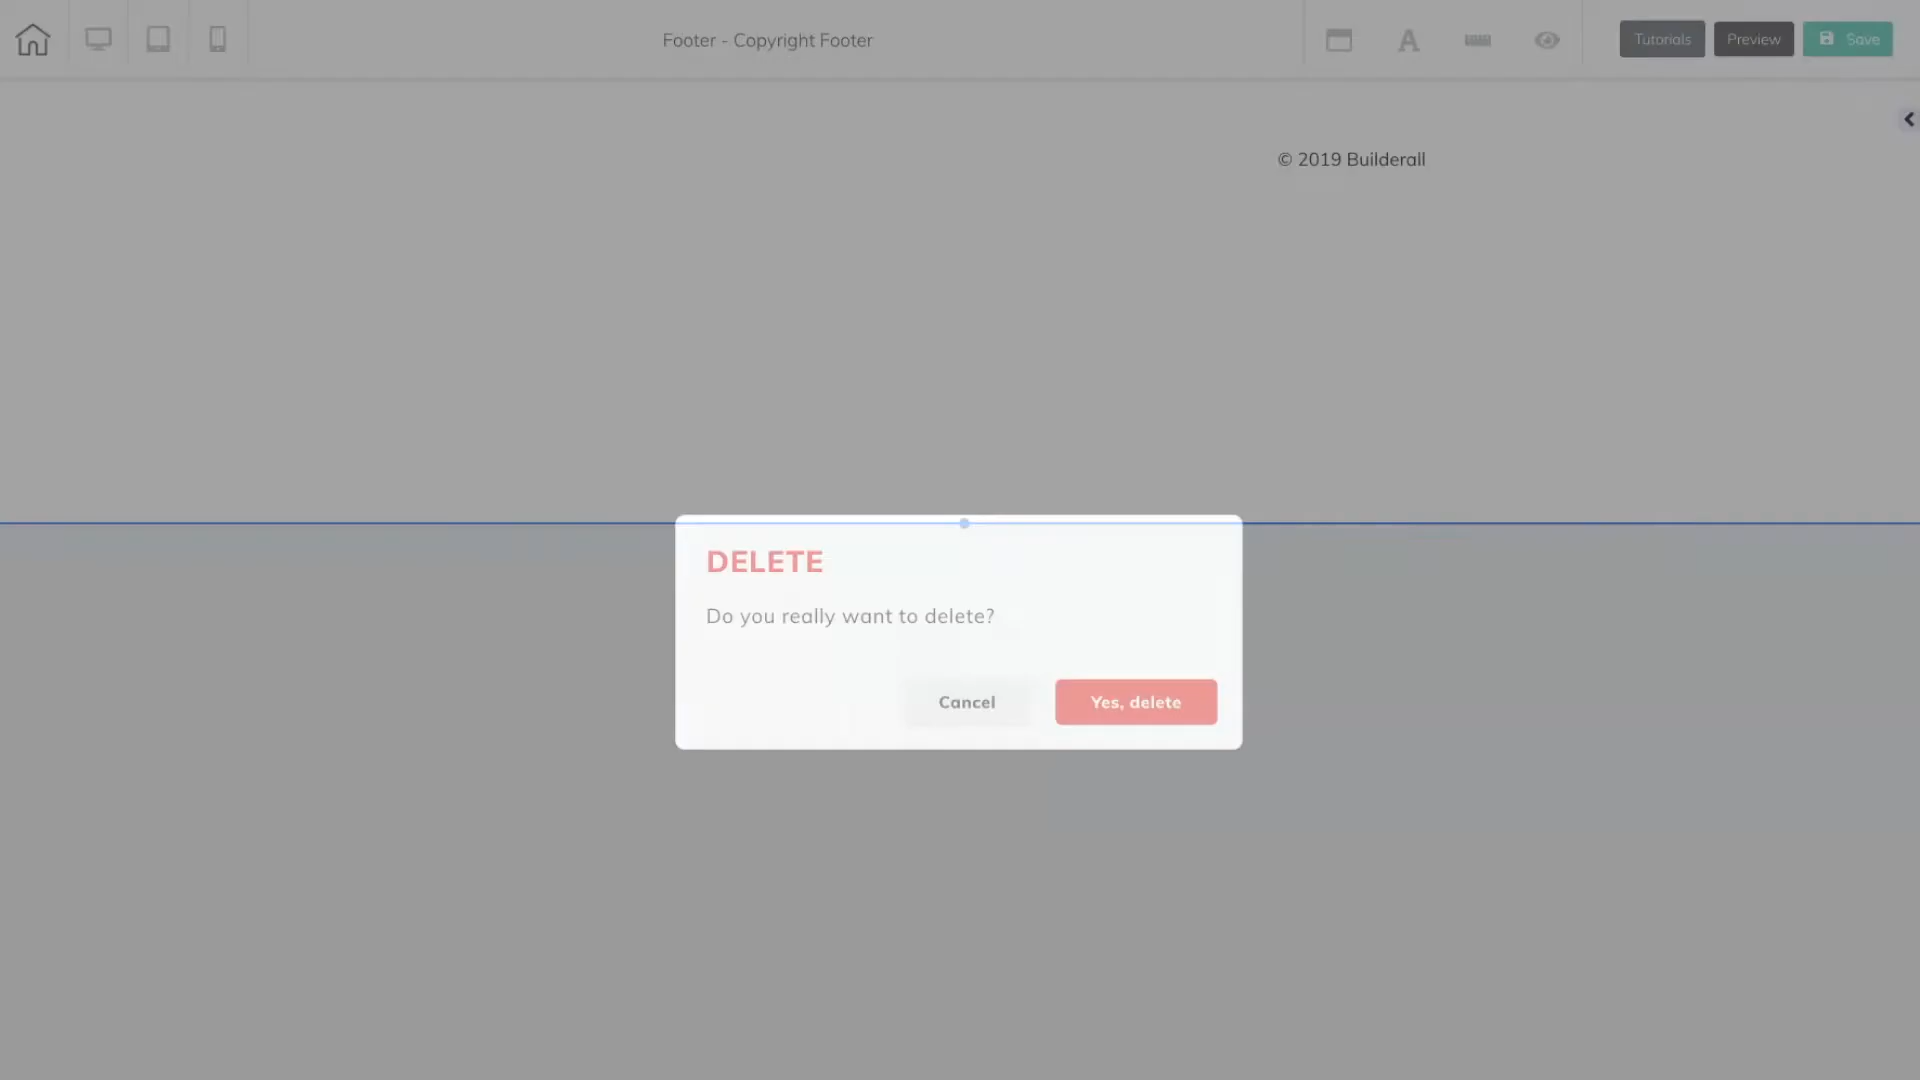 Footer - Copyright Footer
Tutorials
Preview
Save
© 2019 Builderall
DELETE
Do you really want to delete?
Cancel
Yes, delete